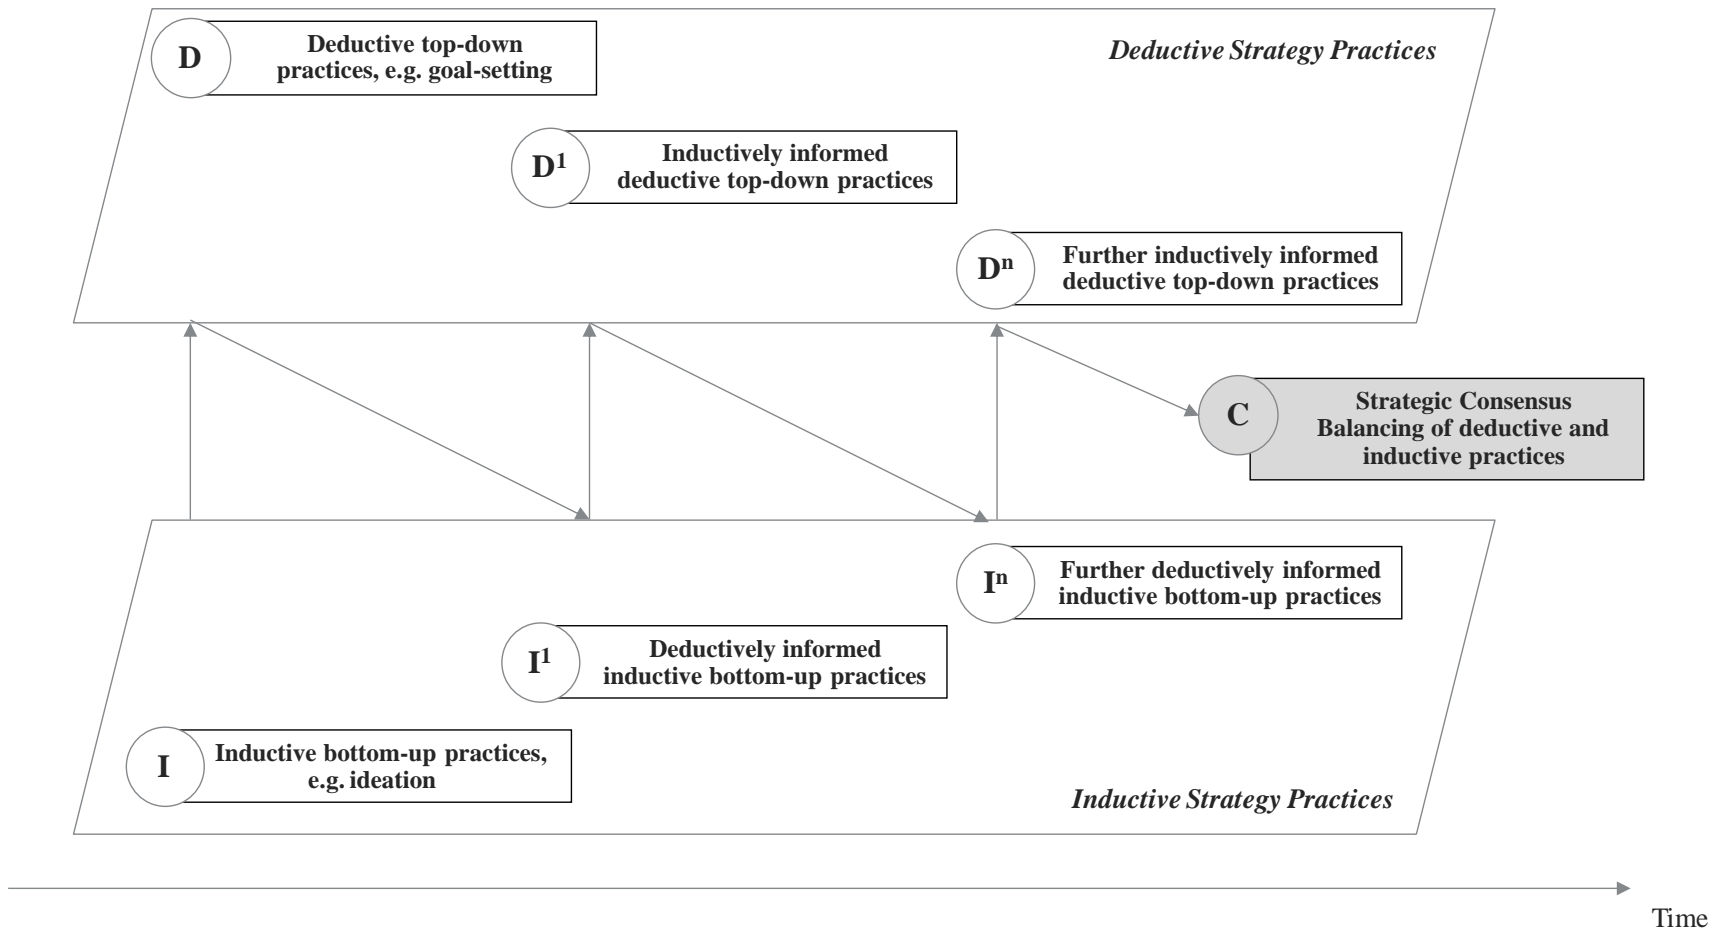 D
Deductive top-down
practices, e.g. goal-setting
Deductive Strategy Practices
D¹
Inductively informed
deductive top-down practices
Dⁿ
Further inductively informed
deductive top-down practices
C
Strategic Consensus
Balancing of deductive and
inductive practices
Iⁿ
Further deductively informed
inductive bottom-up practices
I¹
Deductively informed
inductive bottom-up practices
I
Inductive bottom-up practices,
e.g. ideation
Inductive Strategy Practices
Time